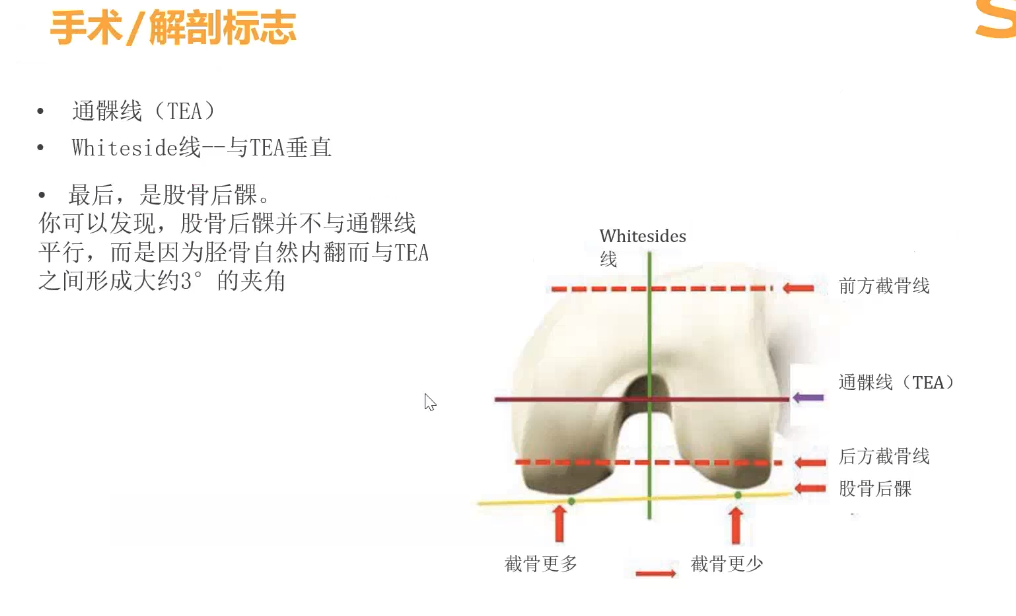 手术/解剖标志
S
• 通髁线（TEA）
• Whiteside线--与TEA垂直
• 最后，是股骨后髁。
你可以发现，股骨后髁并不与通髁线
平行，而是因为胫骨自然内翻而与TEA
之间形成大约3°的夹角
Whitesides
线
前方截骨线
通髁线（TEA）
后方截骨线
股骨后髁
截骨更多
截骨更少